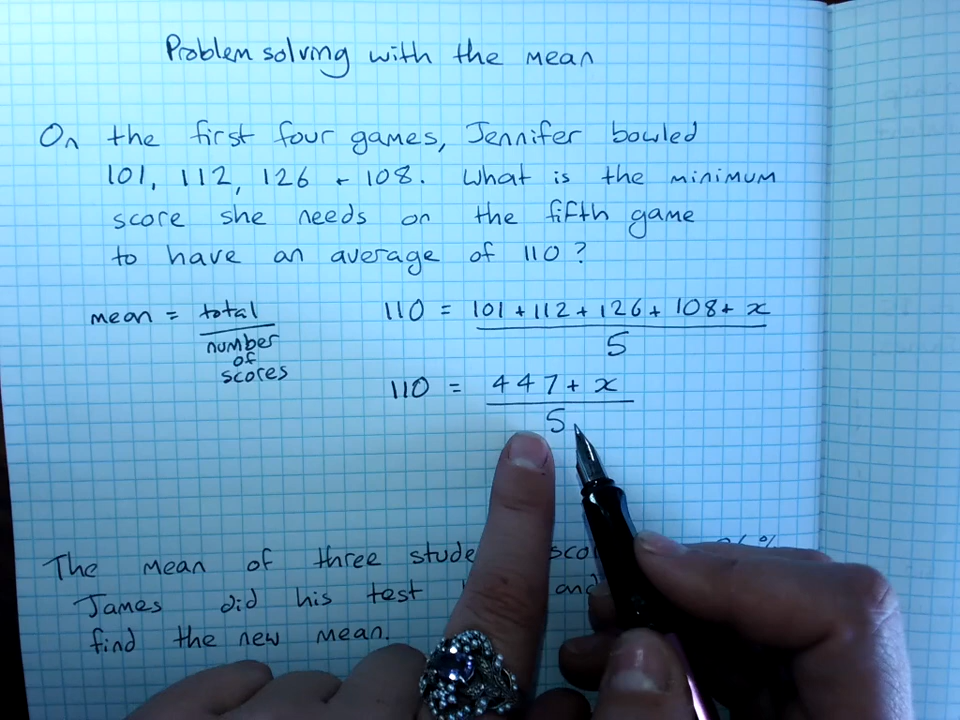 Problem solving with the mean
On the first four games, Jennifer bowled
101, 112, 126 + 108. What is the minimum
score she needs on the fifth game
to have an average of 110?
mean = total / number of scores
110 = 101 + 112 + 126 + 108 + x / 5
110 = 447 + x / 5
The mean of three
James did his test
find the new mean.